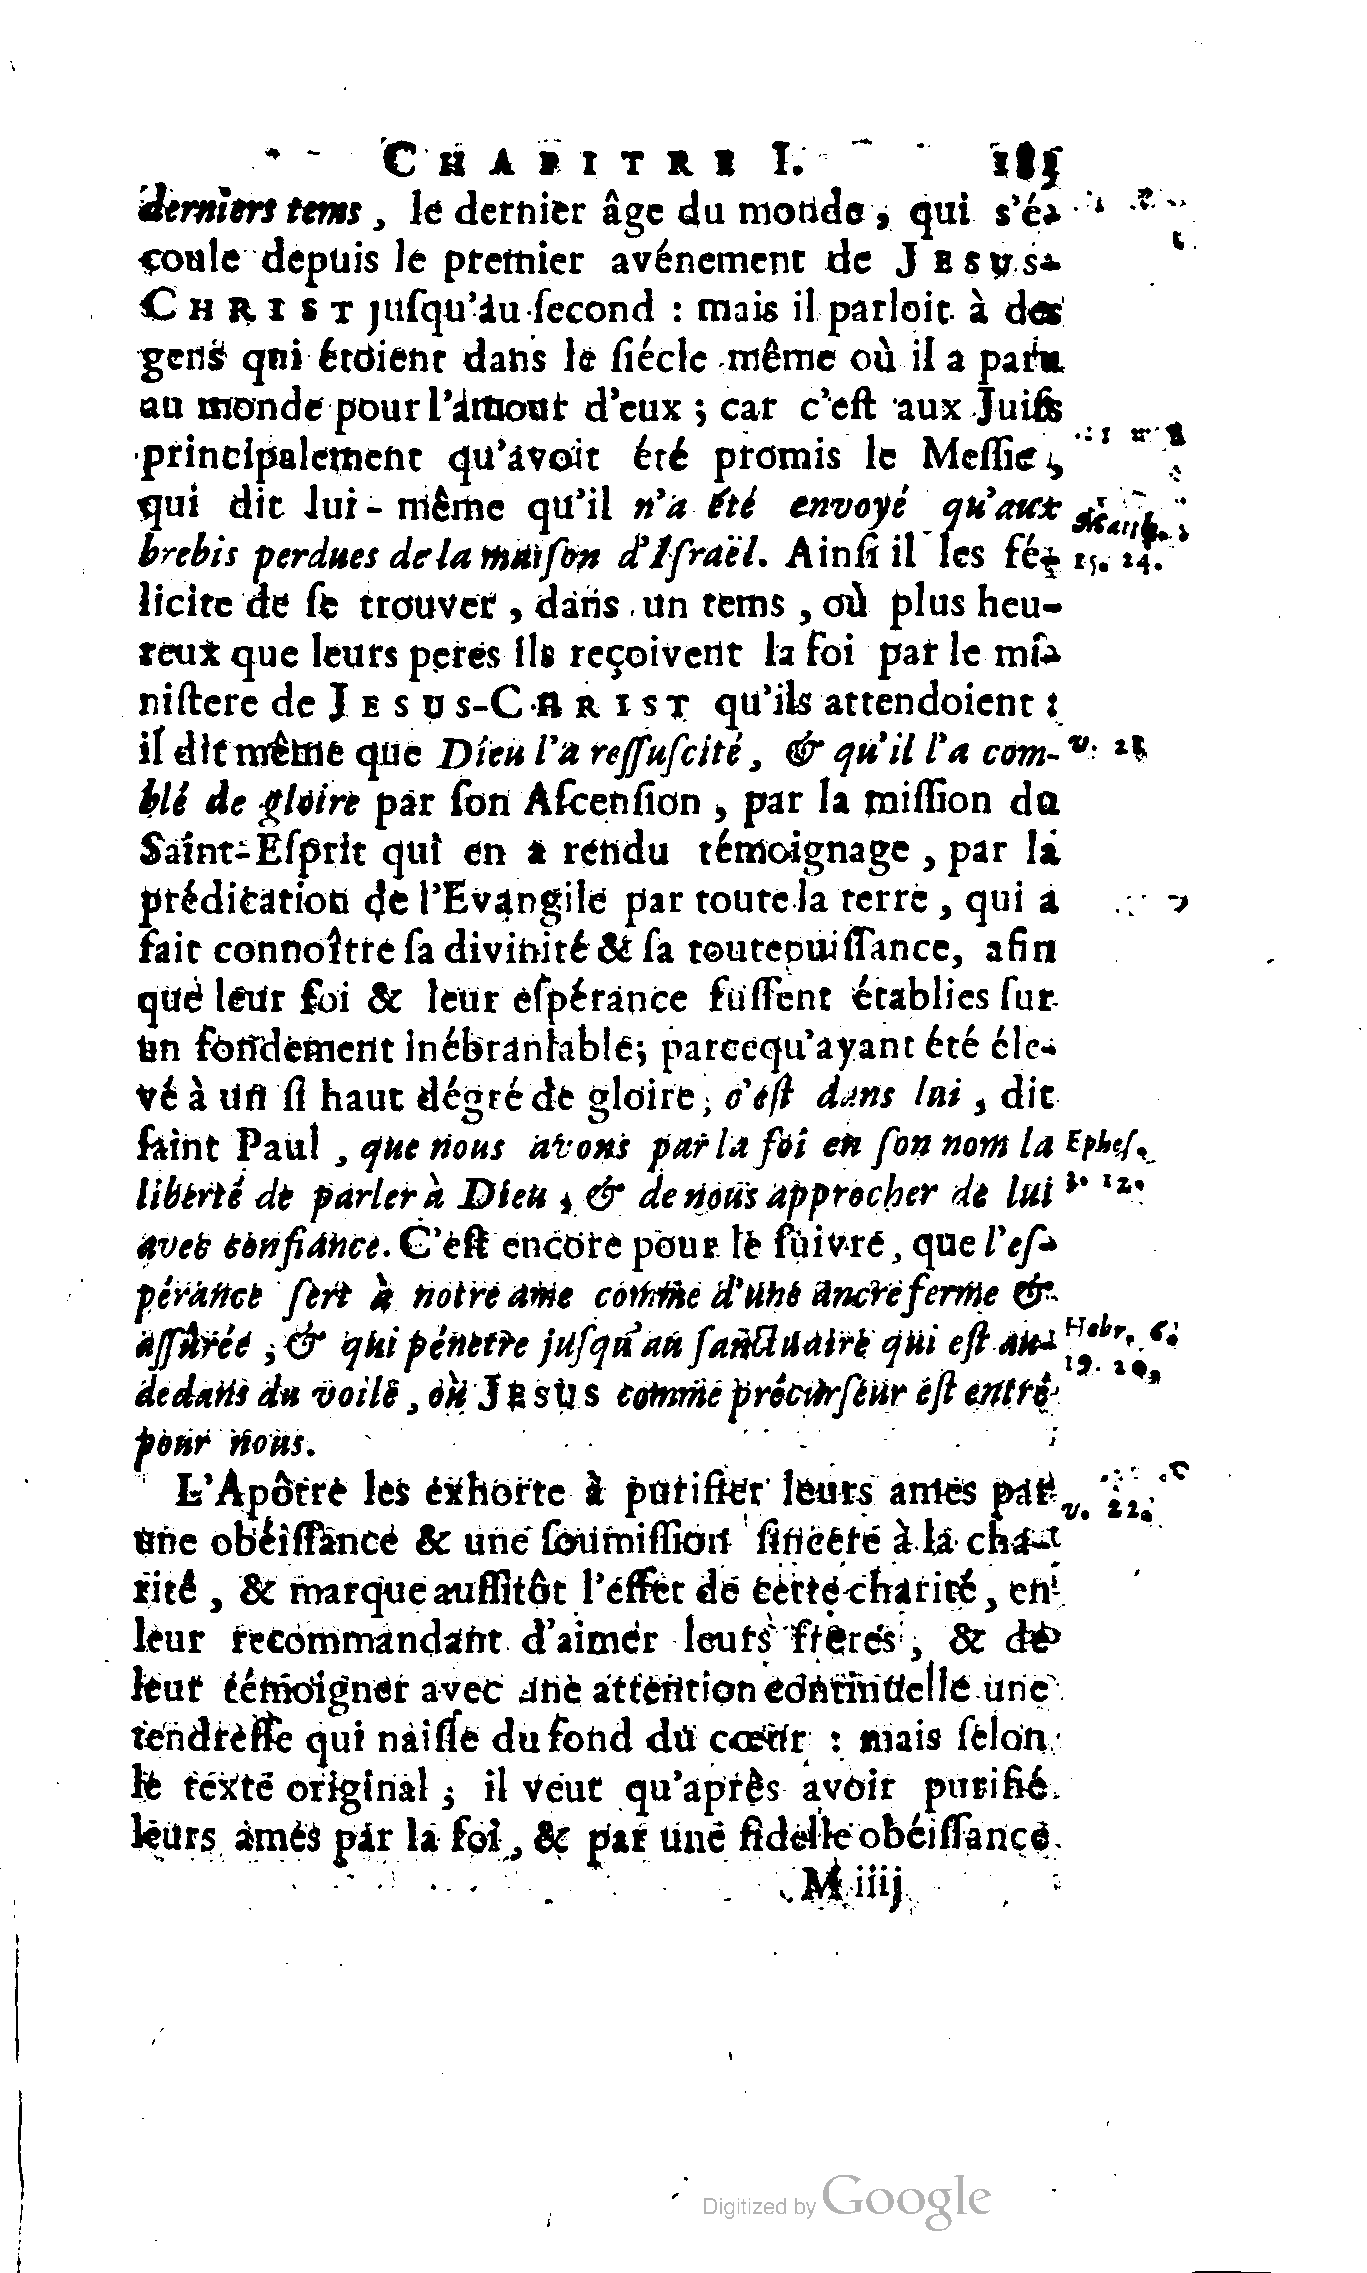 CHAPITRE I. 185
derniers tems, le dernier âge du monde, qui s'é-
coule depuis le premier avénement de JESUS-
CHRIST juſqu'au ſecond : mais il parloit à des
gens qui étoient dans le ſiécle même où il a paru
au monde pour l'amour d'eux ; car c'eſt aux Juifs
principalement qu'avoit été promis le Meſſie,
qui dit lui-même qu'il n'a été envoyé qu'aux
Matth.
brebis perdues de la maiſon d'Iſraël. Ainſi il les fé-
15. 24.
licite de ſe trouver, dans un tems, où plus heu-
reux que leurs peres ils reçoivent la foi par le mi-
niſtere de JESUS-CHRIST qu'ils attendoient :
il dit même que Dieu l'a reſſuſcité, & qu'il l'a com-
v. 21
blé de gloire par ſon Aſcenſion, par la miſſion du
Saint-Eſprit qui en a rendu témoignage, par la
prédication de l'Evangile par toute la terre, qui a
fait connoître ſa divinité & ſa toutepuiſſance, afin
que leur foi & leur eſpérance fuſſent établies ſur
un fondement inébranlable; parcequ'ayant été éle-
vé à un ſi haut dégré de gloire, c'eſt dans lui, dit
ſaint Paul, que nous avons par la foi en ſon nom la
Epheſ.
liberté de parler à Dieu, & de nous approcher de lui
3. 12.
avec confiance. C'eſt encore pour le ſuivre, que l'eſ-
pérance ſert à notre ame comme d'une ancre ferme &
aſſurée, & qui pénetre juſqu'au ſanctuaire qui eſt au-
Hebr. 6.
19. 20.
dedans du voile, où JESUS comme précurſeur eſt entré
pour nous.
L'Apôtre les exhorte à purifier leurs ames par
v. 22.
une obéiſſance & une ſoumiſſion ſincere à la cha-
rité, & marque auſſitôt l'effet de cette charité, en
leur recommandant d'aimer leurs freres, & de
leur témoigner avec une attention continuelle une
tendreſſe qui naiſſe du fond du cœur : mais ſelon
le texte original, il veut qu'après avoir purifié
leurs ames par la foi, & par une fidelle obéiſſance
M iiij
Digitized by Google